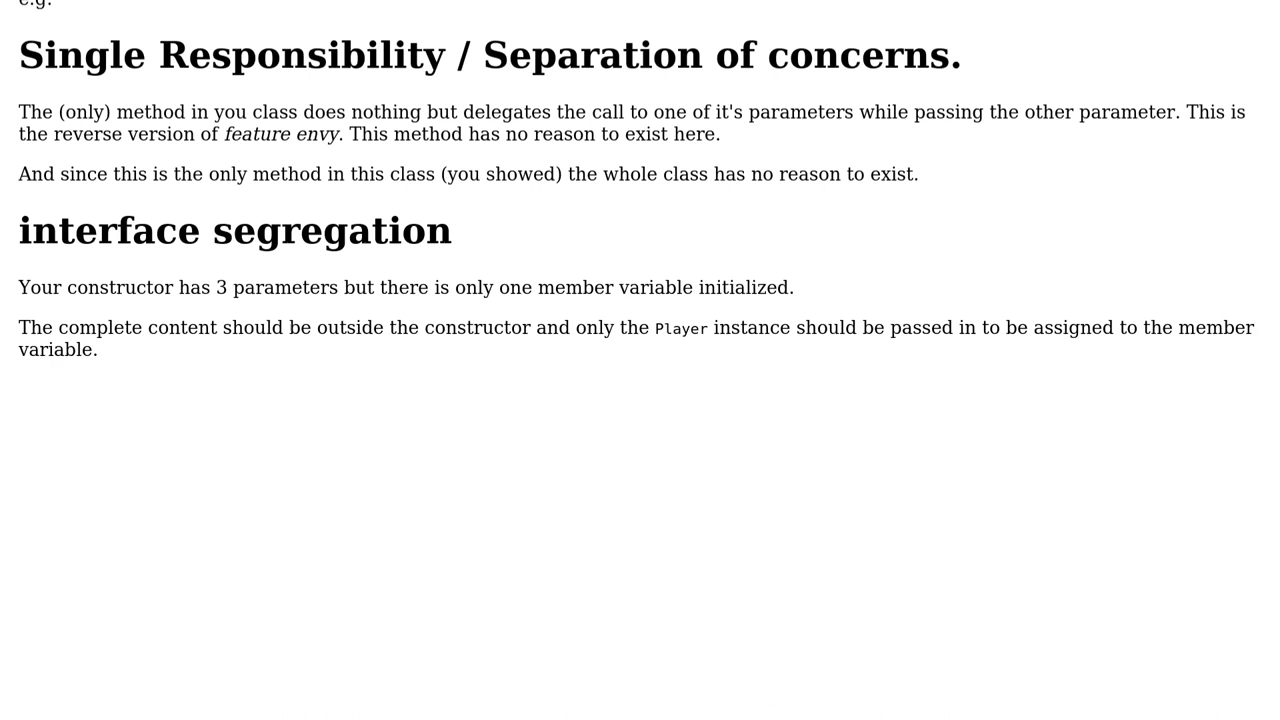 e.g.
Single Responsibility / Separation of concerns.
The (only) method in you class does nothing but delegates the call to one of it's parameters while passing the other parameter. This is
the reverse version of feature envy. This method has no reason to exist here.
And since this is the only method in this class (you showed) the whole class has no reason to exist.
interface segregation
Your constructor has 3 parameters but there is only one member variable initialized.
The complete content should be outside the constructor and only the Player instance should be passed in to be assigned to the member
variable.